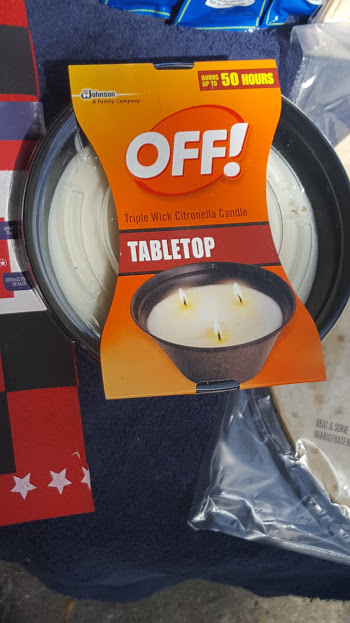 Johnson
A Family Company
BURNS
UP TO 50 HOURS
OFF!
Triple Wick Citronella Candle
TABLETOP
HEAT & SERVE